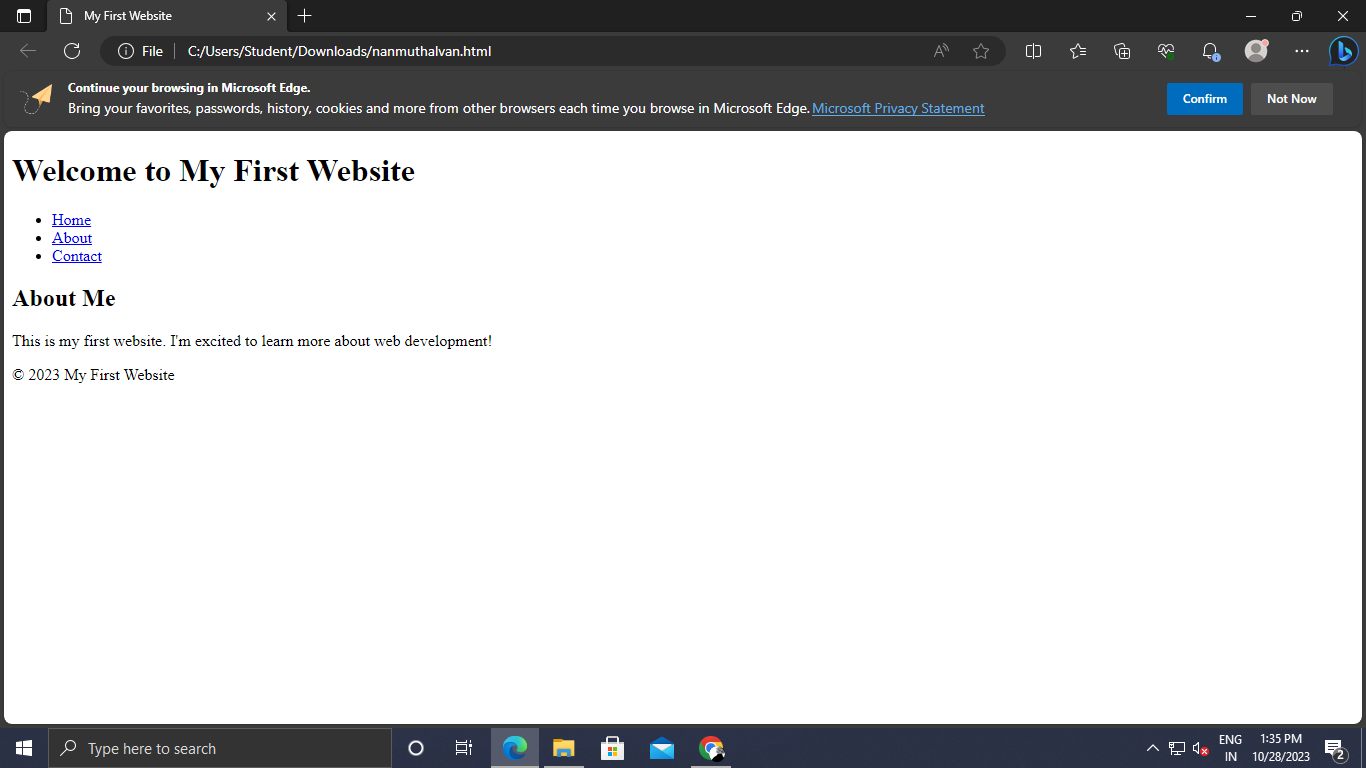 My First Website
File
C:/Users/Student/Downloads/nanmuthalvan.html
Continue your browsing in Microsoft Edge.
Bring your favorites, passwords, history, cookies and more from other browsers each time you browse in Microsoft Edge. Microsoft Privacy Statement
Confirm
Not Now
Welcome to My First Website
Home
About
Contact
About Me
This is my first website. I'm excited to learn more about web development!
© 2023 My First Website
Type here to search
ENG
IN
1:35 PM
10/28/2023
2